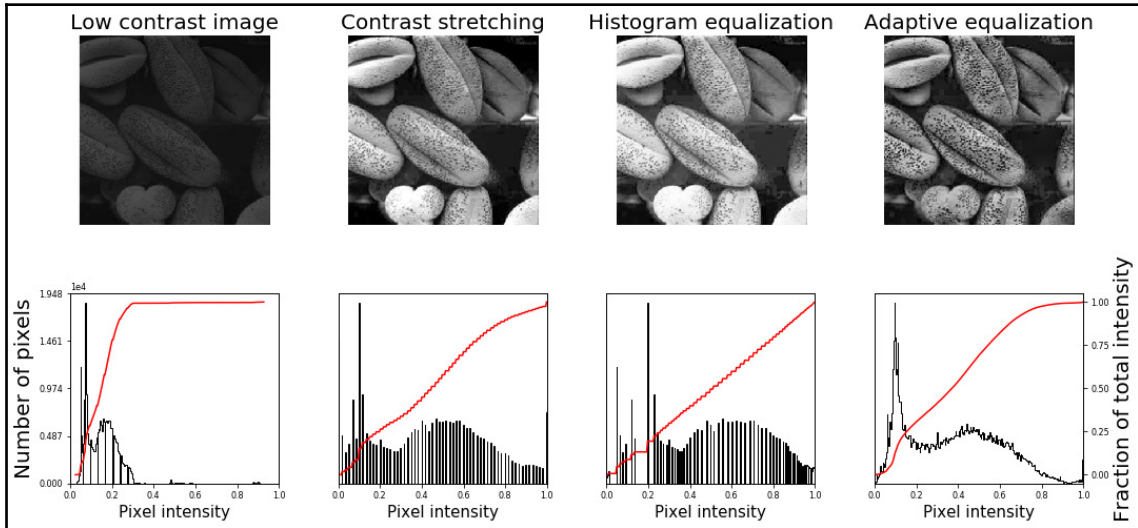 Low contrast image
Contrast stretching
Histogram equalization
Adaptive equalization
1e4
1.948
1.461
0.974
0.487
0.000
Number of pixels
0.0 0.2 0.4 0.6 0.8 1.0
Pixel intensity
0.0 0.2 0.4 0.6 0.8 1.0
Pixel intensity
0.0 0.2 0.4 0.6 0.8 1.0
Pixel intensity
0.0 0.2 0.4 0.6 0.8 1.0
Pixel intensity
1.00
0.75
0.50
0.25
0.00
Fraction of total intensity